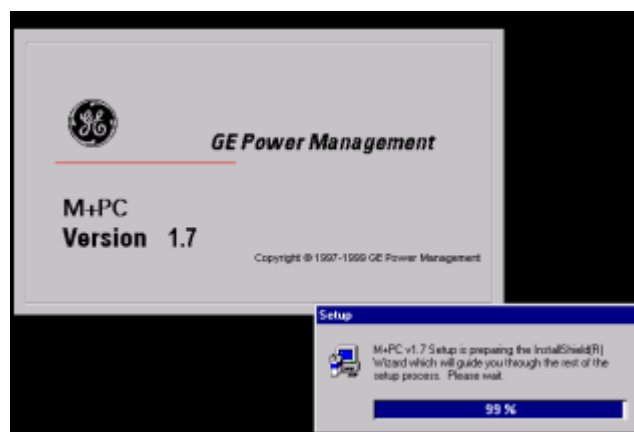 GE Power Management
M+PC
Version 1.7
Copyright © 1997-1999 GE Power Management
Setup
M+PC v1.7 Setup is preparing the InstallShield(R)
Wizard which will guide you through the rest of the
setup process. Please wait.
99 %